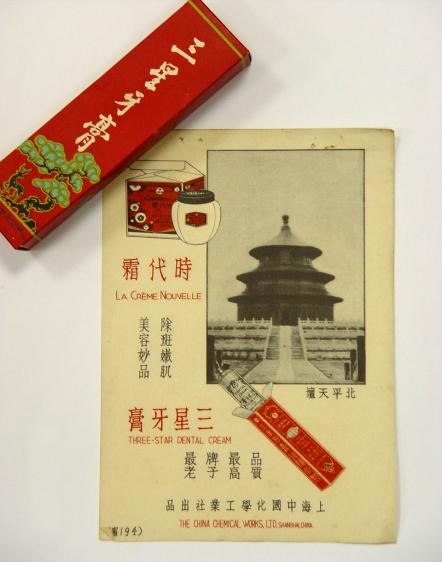 三星牙膏
時代霜
LA CRÈME NOUVELLE
除班嫩肌
美容妙品
北平天壇
三星牙膏
THREE-STAR DENTAL CREAM
品質最高
牌子最老
上海中國化學工業社出品
THE CHINA CHEMICAL WORKS, LTD. SHANGHAI, CHINA.
194)